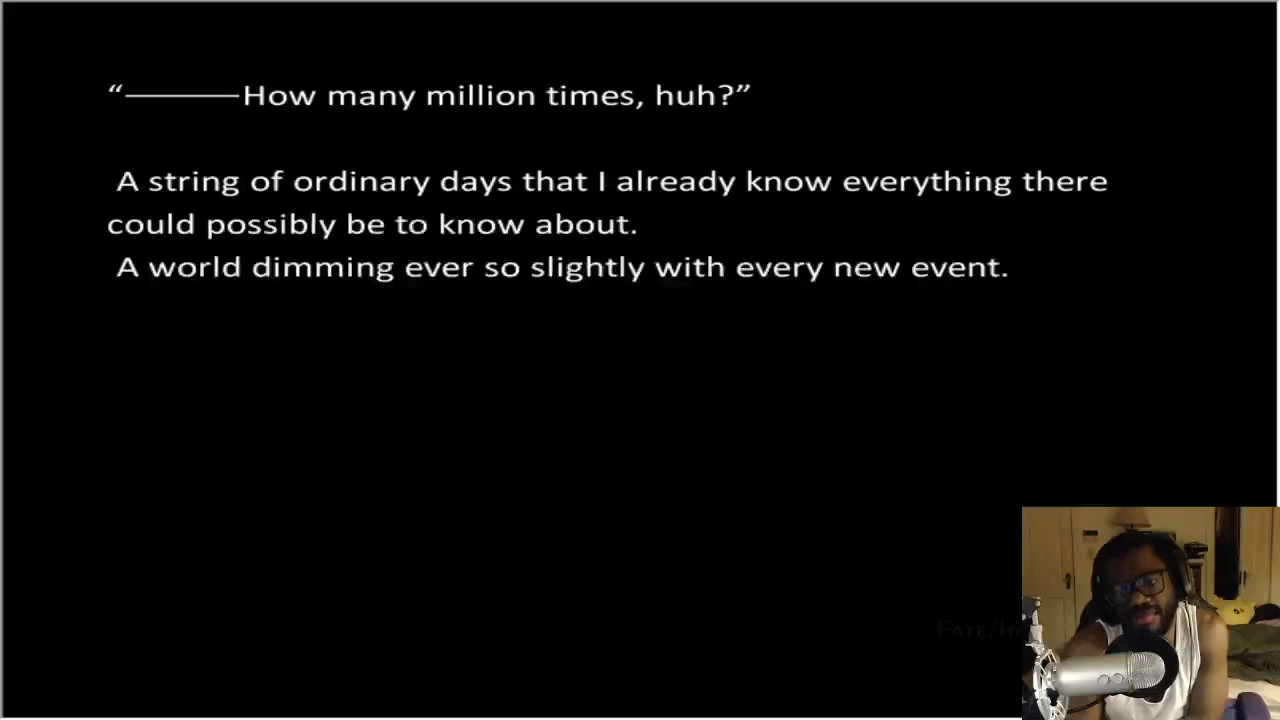 “————How many million times, huh?”
A string of ordinary days that I already know everything there
could possibly be to know about.
A world dimming ever so slightly with every new event.